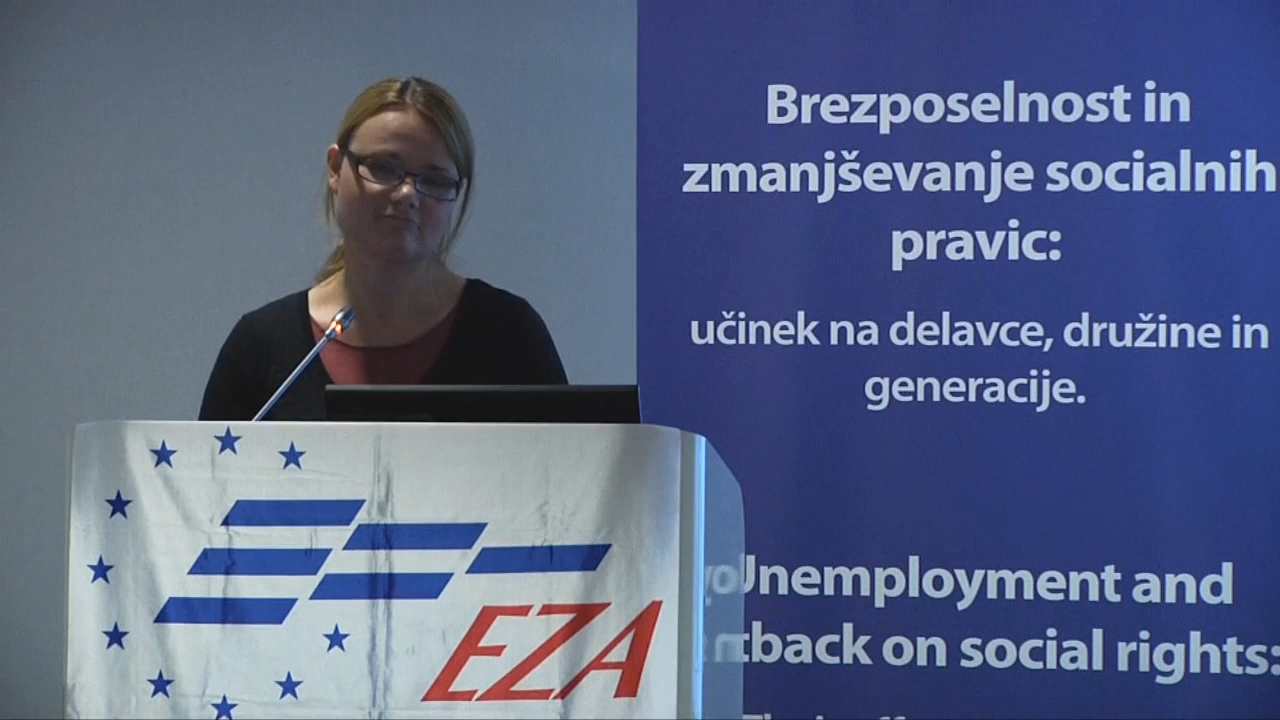 Brezposelnost in
zmanjševanje socialnih
pravic:
učinek na delavce, družine in
generacije.
Unemployment and
back on social rights:
EZA